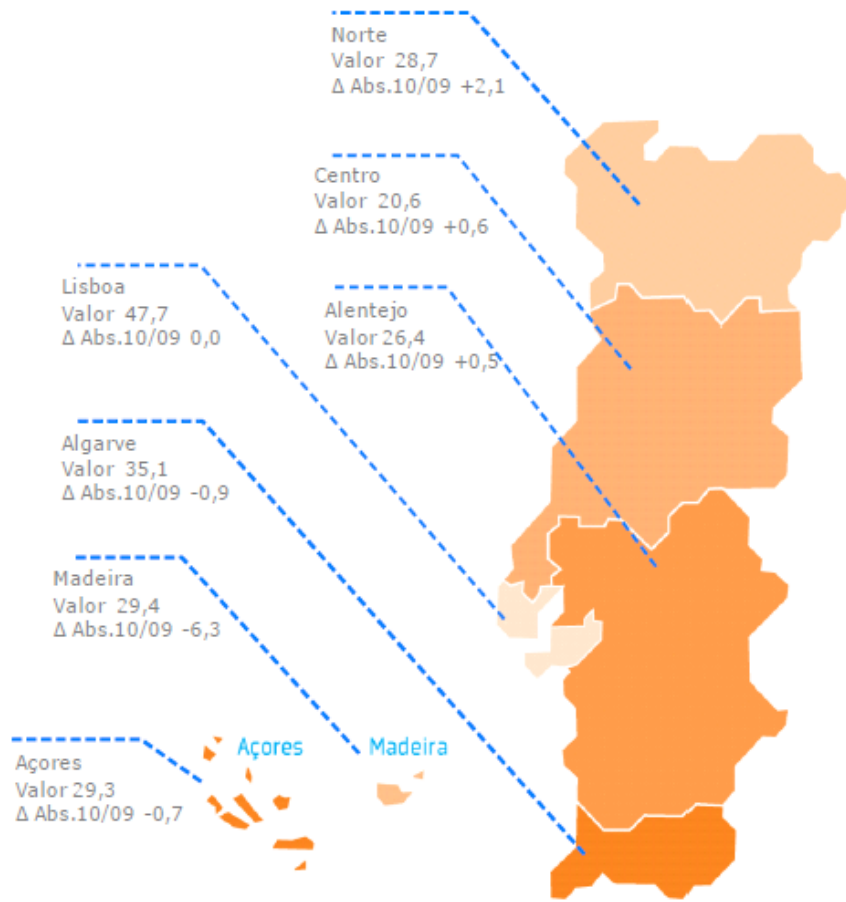 Norte
Valor 28,7
Δ Abs.10/09 +2,1
Centro
Valor 20,6
Δ Abs.10/09 +0,6
Lisboa
Valor 47,7
Δ Abs.10/09 0,0
Alentejo
Valor 26,4
Δ Abs.10/09 +0,5
Algarve
Valor 35,1
Δ Abs.10/09 -0,9
Madeira
Valor 29,4
Δ Abs.10/09 -6,3
Açores
Madeira
Açores
Valor 29,3
Δ Abs.10/09 -0,7